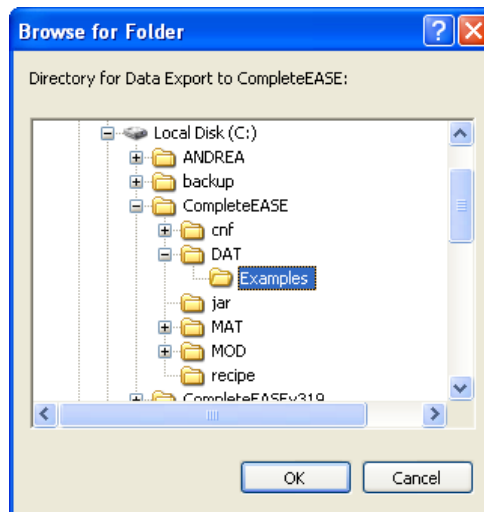 Browse for Folder
Directory for Data Export to CompleteEASE:
Local Disk (C:)
ANDREA
backup
CompleteEASE
cnf
DAT
Examples
jar
MAT
MOD
recipe
CompleteEASEv319
OK Cancel